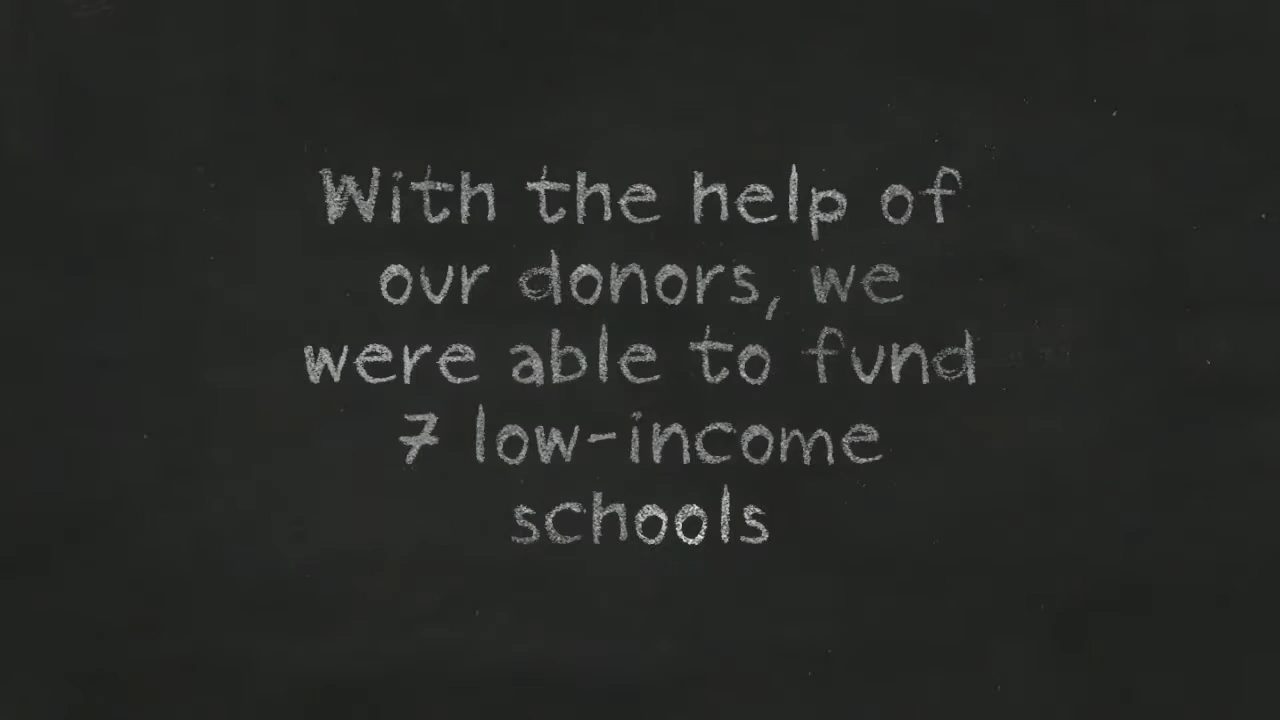 With the help of
our donors, we
were able to fund
7 low-income
schools